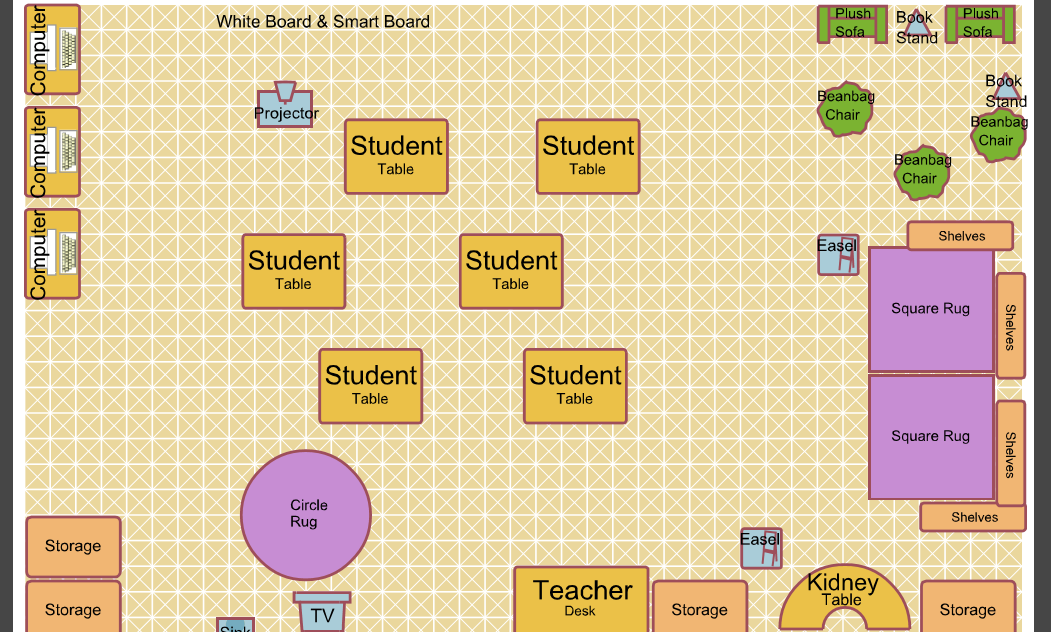 Computer
White Board & Smart Board
Plush
Sofa
Book
Stand
Plush
Sofa
Projector
Beanbag
Chair
Book
Stand
Beanbag
Chair
Computer
Student
Table
Student
Table
Beanbag
Chair
Computer
Student
Table
Student
Table
Easel
Shelves
Square Rug
Shelves
Student
Table
Student
Table
Square Rug
Shelves
Circle
Rug
Shelves
Storage
Easel
Storage
Sink
TV
Teacher
Desk
Storage
Kidney
Table
Storage